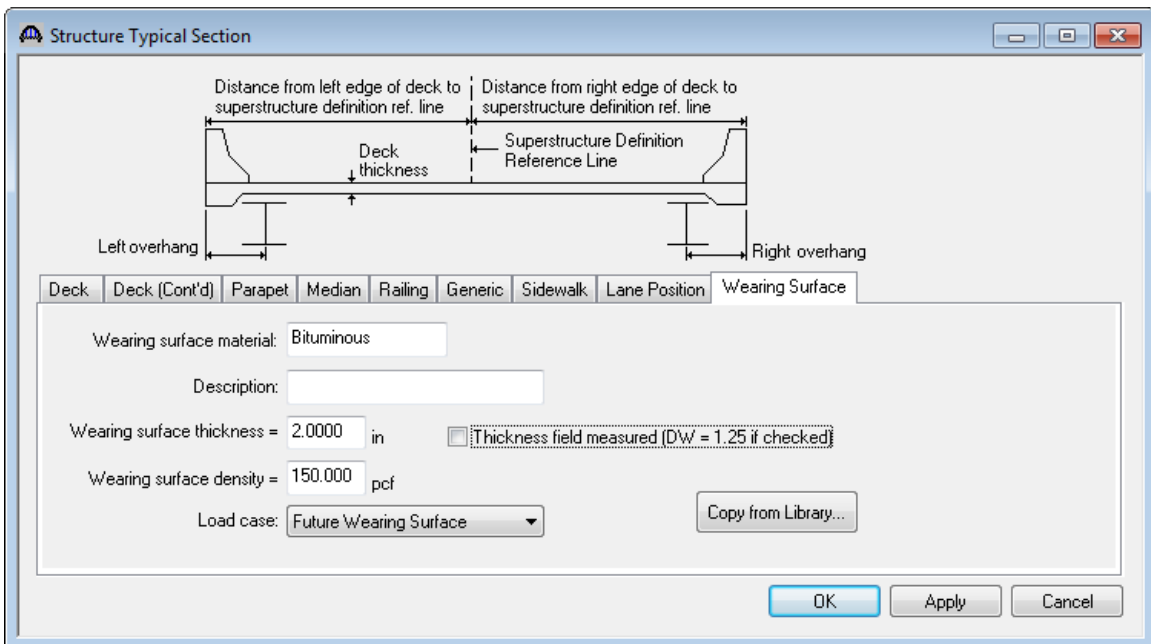 Structure Typical Section
Distance from left edge of deck to
superstructure definition ref. line
Distance from right edge of deck to
superstructure definition ref. line
Deck
thickness
Superstructure Definition
Reference Line
Left overhang
Right overhang
Deck
Deck (Cont'd)
Parapet
Median
Railing
Generic
Sidewalk
Lane Position
Wearing Surface
Wearing surface material: Bituminous
Description:
Wearing surface thickness = 2.0000 in Thickness field measured (DW = 1.25 if checked)
Wearing surface density = 150.000 pcf
Load case: Future Wearing Surface
Copy from Library...
OK
Apply
Cancel